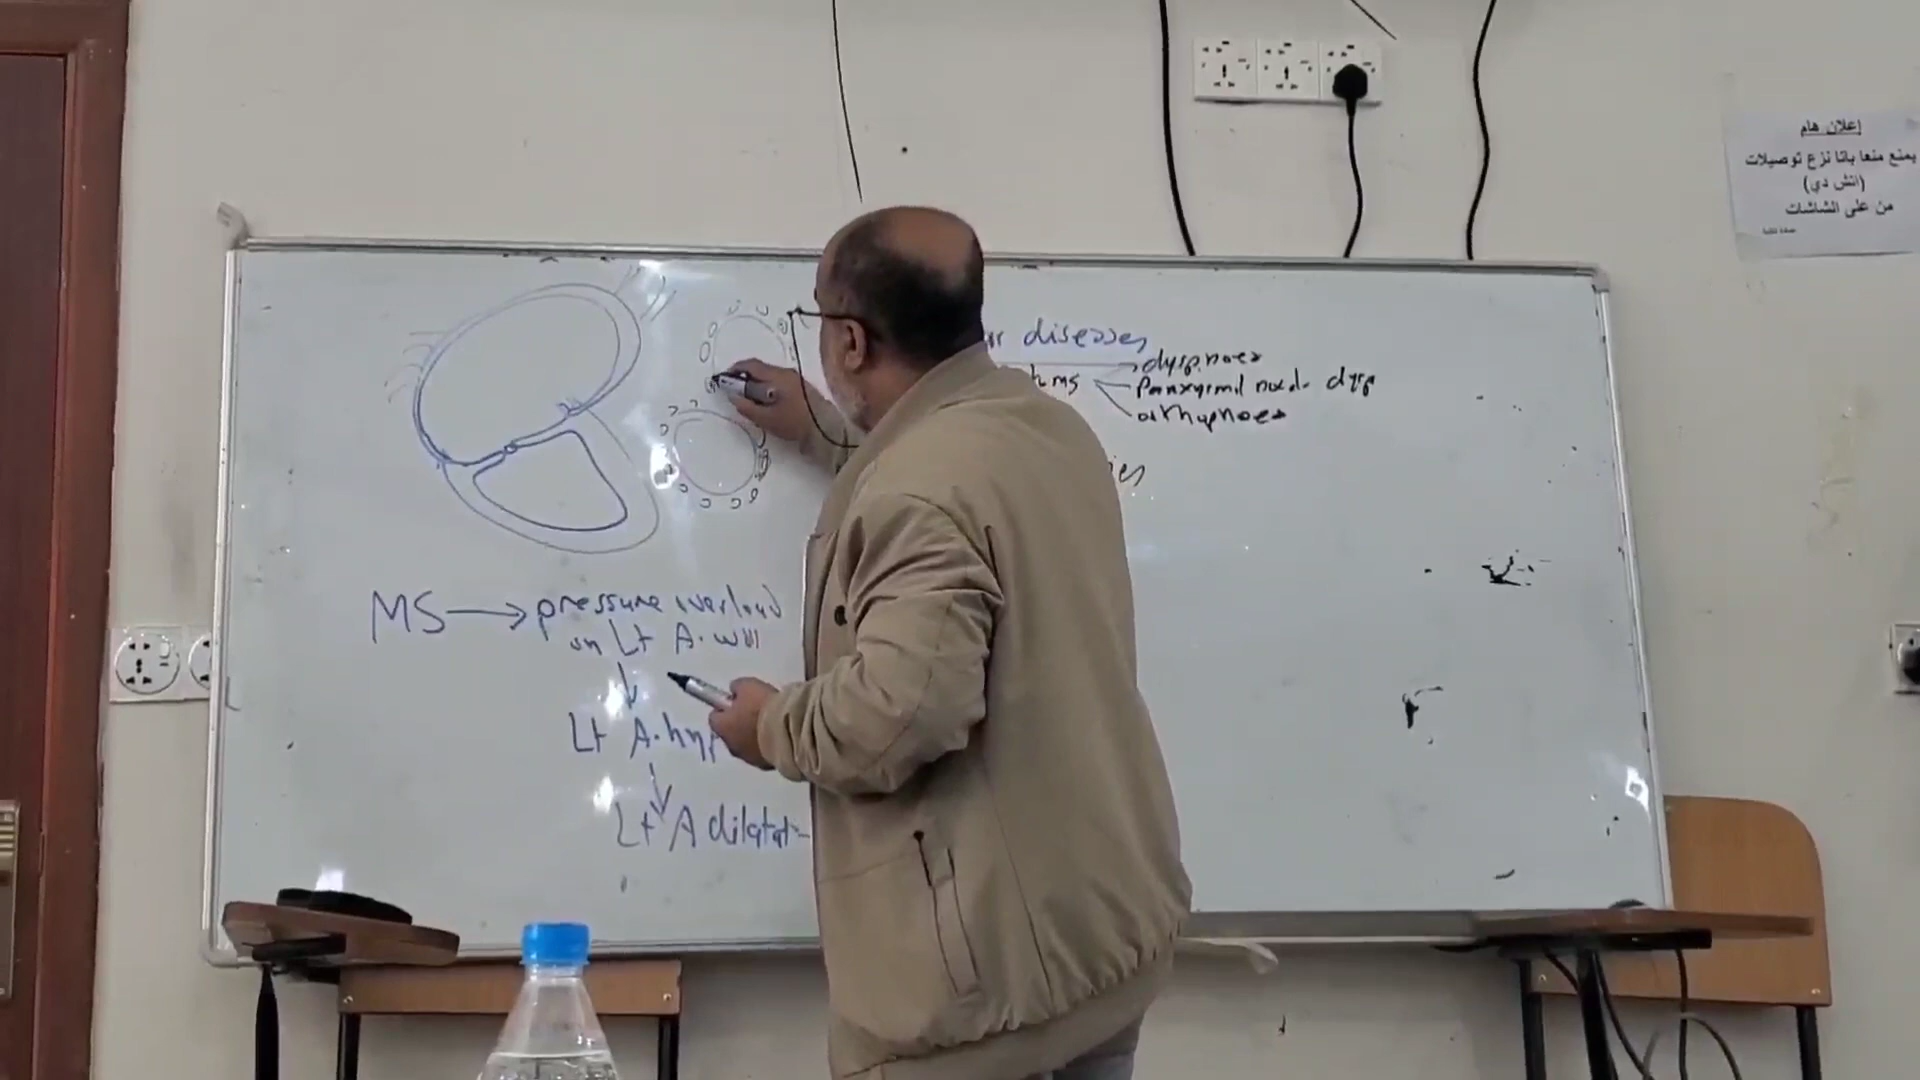 diseases
dyspnoea
Paroxysmal noct. dysp
orthopnoea
MS → pressure overload
on Lt A. wall
↓
Lt A. hyp
↓
Lt A dilatat-
إعلان هام
يمنع منعا باتا نزع توصيلات
(اتش دي)
من على الشاشات